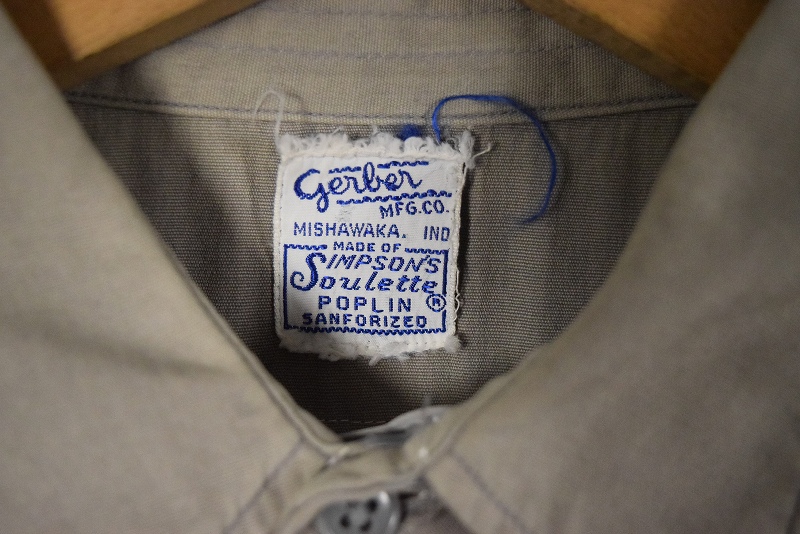 Gerber
MFG.CO.
MISHAWAKA. IND
MADE OF
SIMPSON'S
Soulette ®
POPLIN
SANFORIZED